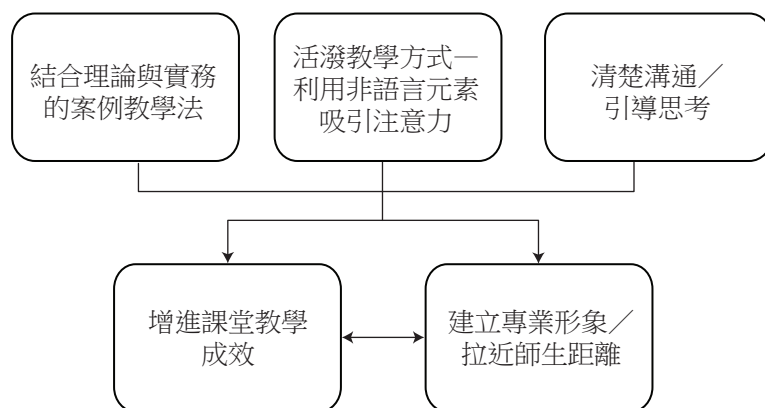 結合理論與實務
的案例教學法
活潑教學方式—
利用非語言元素
吸引注意力
清楚溝通／
引導思考
增進課堂教學
成效
建立專業形象／
拉近師生距離